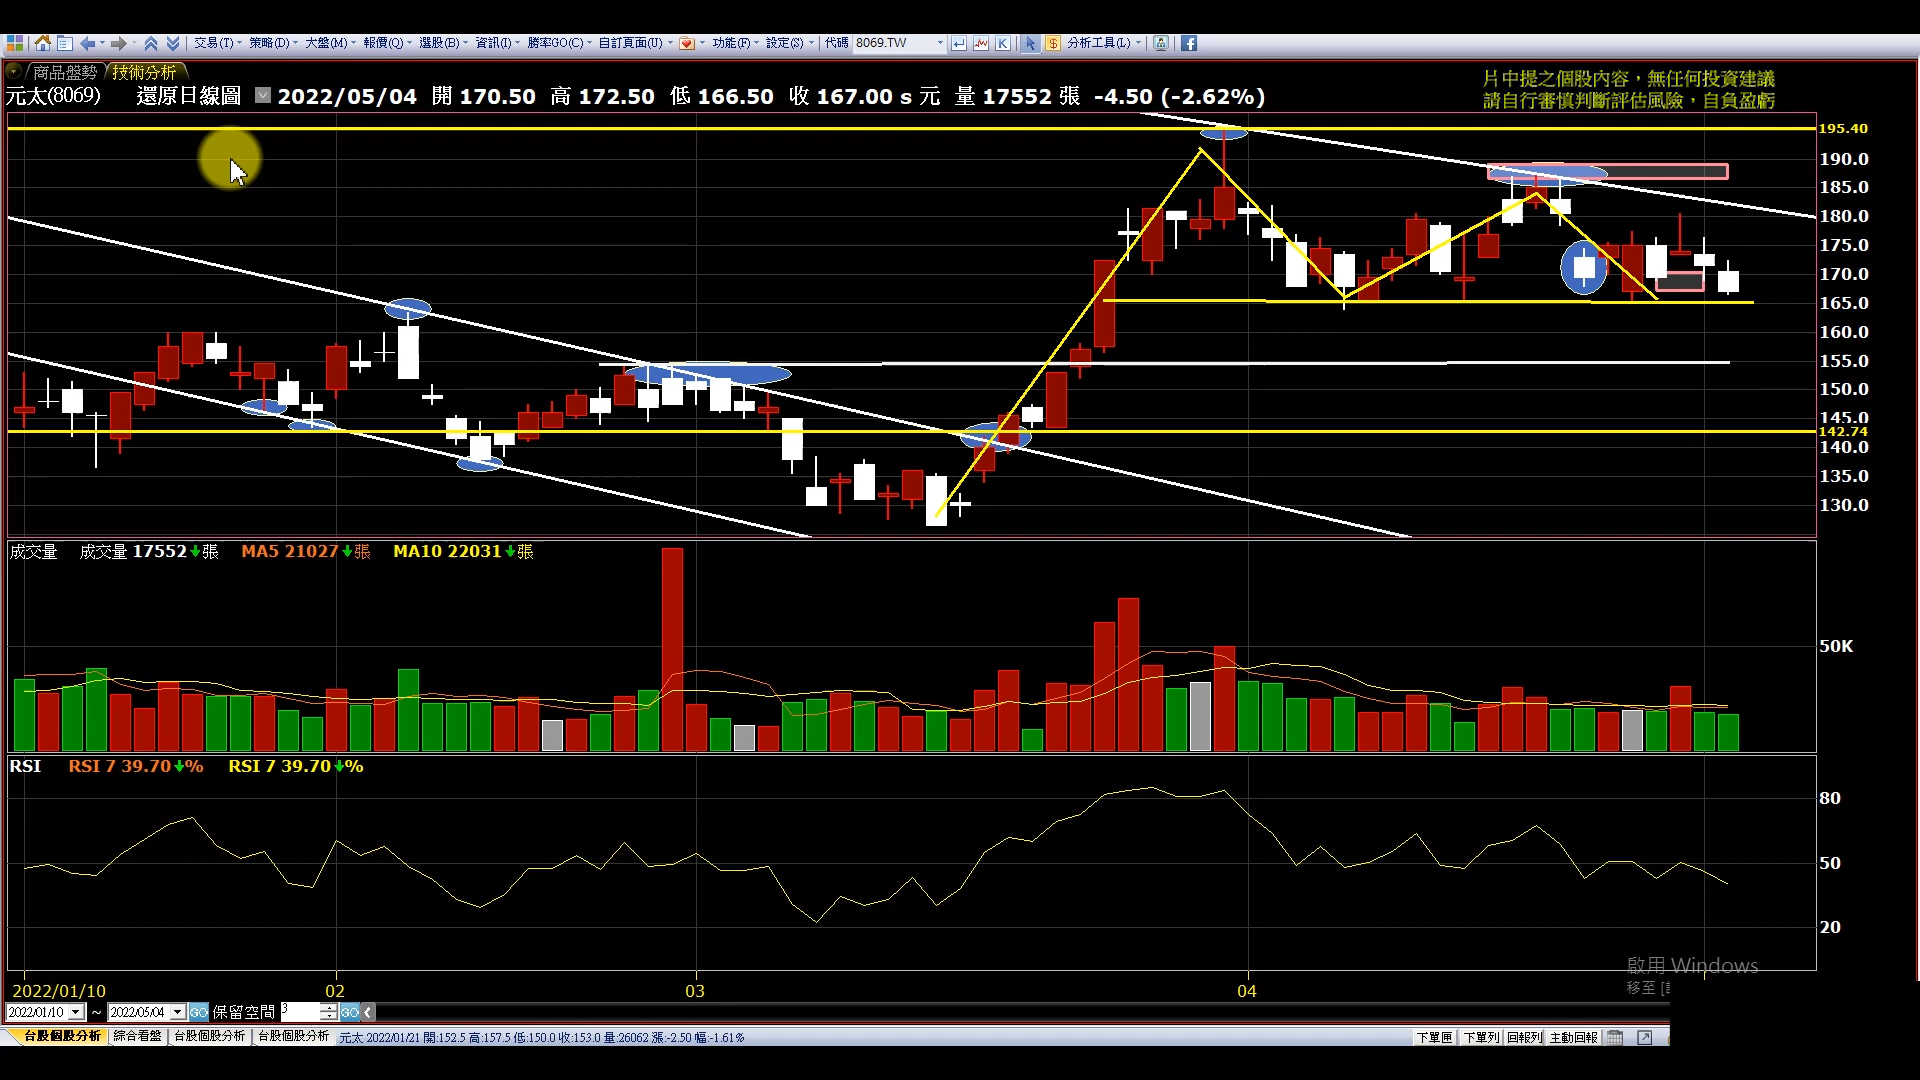 交易(T) 策略(D) 大盤(M) 報價(Q) 選股(B) 資訊(I) 勝率GO(C) 自訂頁面(U) 功能(F) 設定(S) 代碼 8069.TW K $ 分析工具(L)
商品盤勢 技術分析
片中提之個股內容，無任何投資建議
請自行審慎判斷評估風險，自負盈虧
元太(8069) 還原日線圖 2022/05/04 開 170.50 高 172.50 低 166.50 收 167.00 s 元 量 17552 張 -4.50 (-2.62%)
195.40
190.0
185.0
180.0
175.0
170.0
165.0
160.0
155.0
150.0
145.0
142.74
140.0
135.0
130.0
成交量 成交量 17552 張 MA5 21027 張 MA10 22031 張
50K
RSI RSI 7 39.70 % RSI 7 39.70 %
80
50
20
啟用 Windows
移至
2022/01/10 02 03 04
2022/01/10 ~ 2022/05/04 GO 保留空間 3 GO
台股個股分析 綜合看盤 台股個股分析 台股個股分析 元太 2022/01/21 開:152.5 高:157.5 低:150.0 收:153.0 量:26062 漲:-2.50 幅:-1.61% 下單匣 下單列 回報列 主動回報